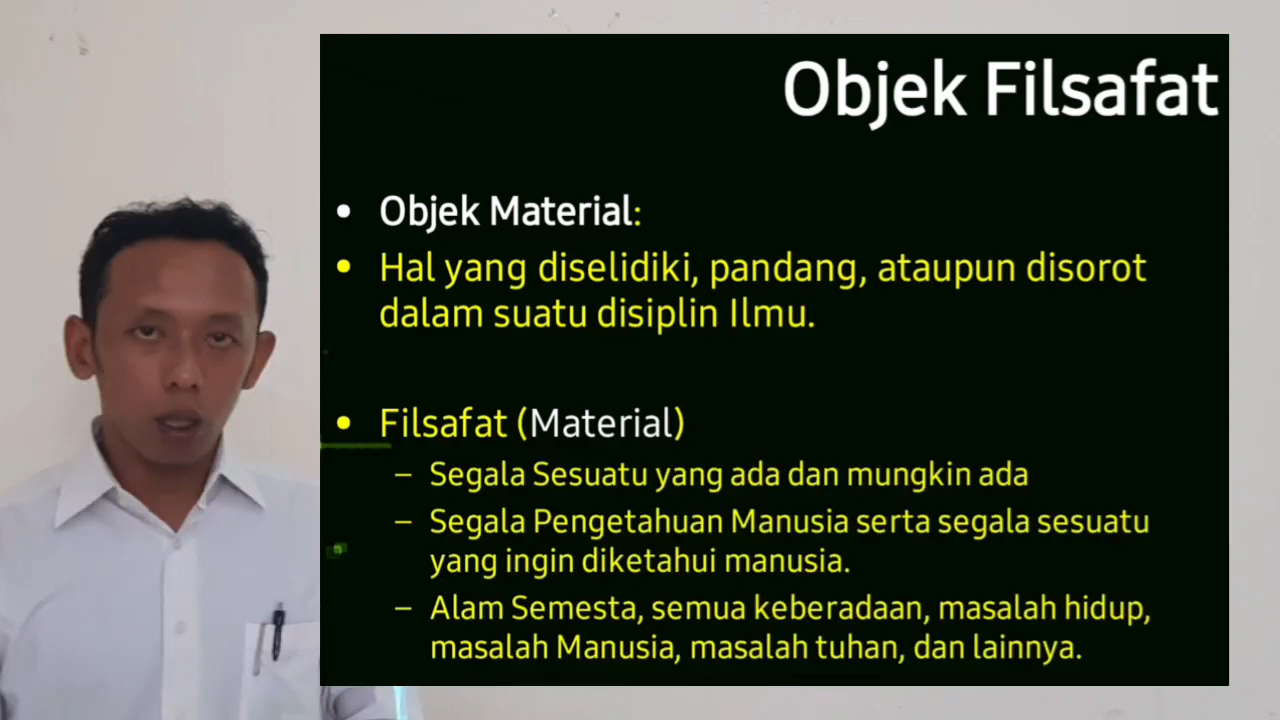 Objek Filsafat
• Objek Material:
• Hal yang diselidiki, pandang, ataupun disorot
dalam suatu disiplin Ilmu.
• Filsafat (Material)
– Segala Sesuatu yang ada dan mungkin ada
– Segala Pengetahuan Manusia serta segala sesuatu
yang ingin diketahui manusia.
– Alam Semesta, semua keberadaan, masalah hidup,
masalah Manusia, masalah tuhan, dan lainnya.